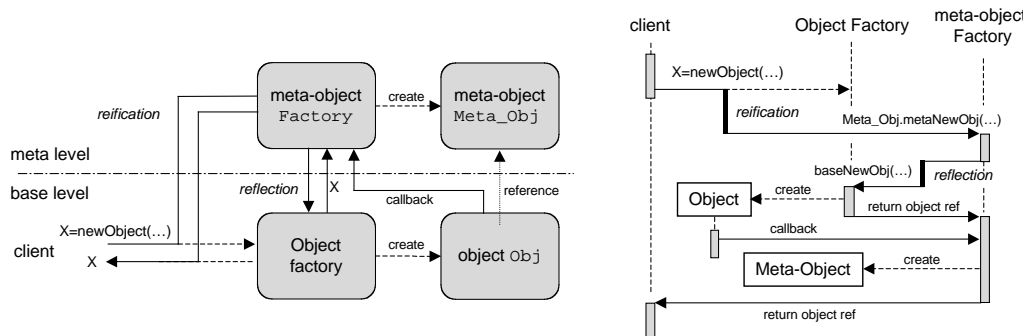 meta-object
Factory
create
meta-object
Meta_Obj
reification
meta level
base level
reflection
X
callback
reference
client
X=newObject(…)
X
Object
factory
create
object Obj
client
Object Factory
meta-object
Factory
X=newObject(…)
reification
Meta_Obj.metaNewObj(…)
baseNewObj(…)
reflection
Object
create
return object ref
callback
Meta-Object
create
return object ref